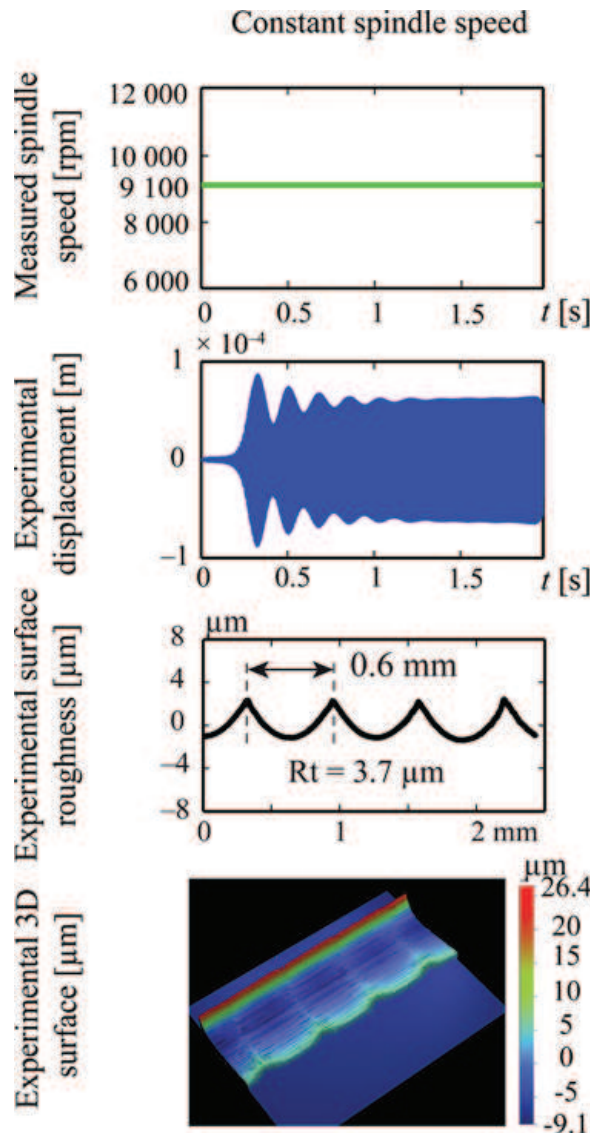 Constant spindle speed
Measured spindle
speed [rpm]
12 000
10 000
9 100
8 000
6 000
0 0.5 1 1.5 t [s]
Experimental
displacement [m]
× 10⁻⁴
1
0
−1
0 0.5 1 1.5 t [s]
Experimental surface
roughness [µm]
µm
8
4
0
−4
−8
0.6 mm
Rt = 3.7 µm
0 1 2 mm
Experimental 3D
surface [µm]
µm
26.4
20
15
10
5
0
-5
-9.1